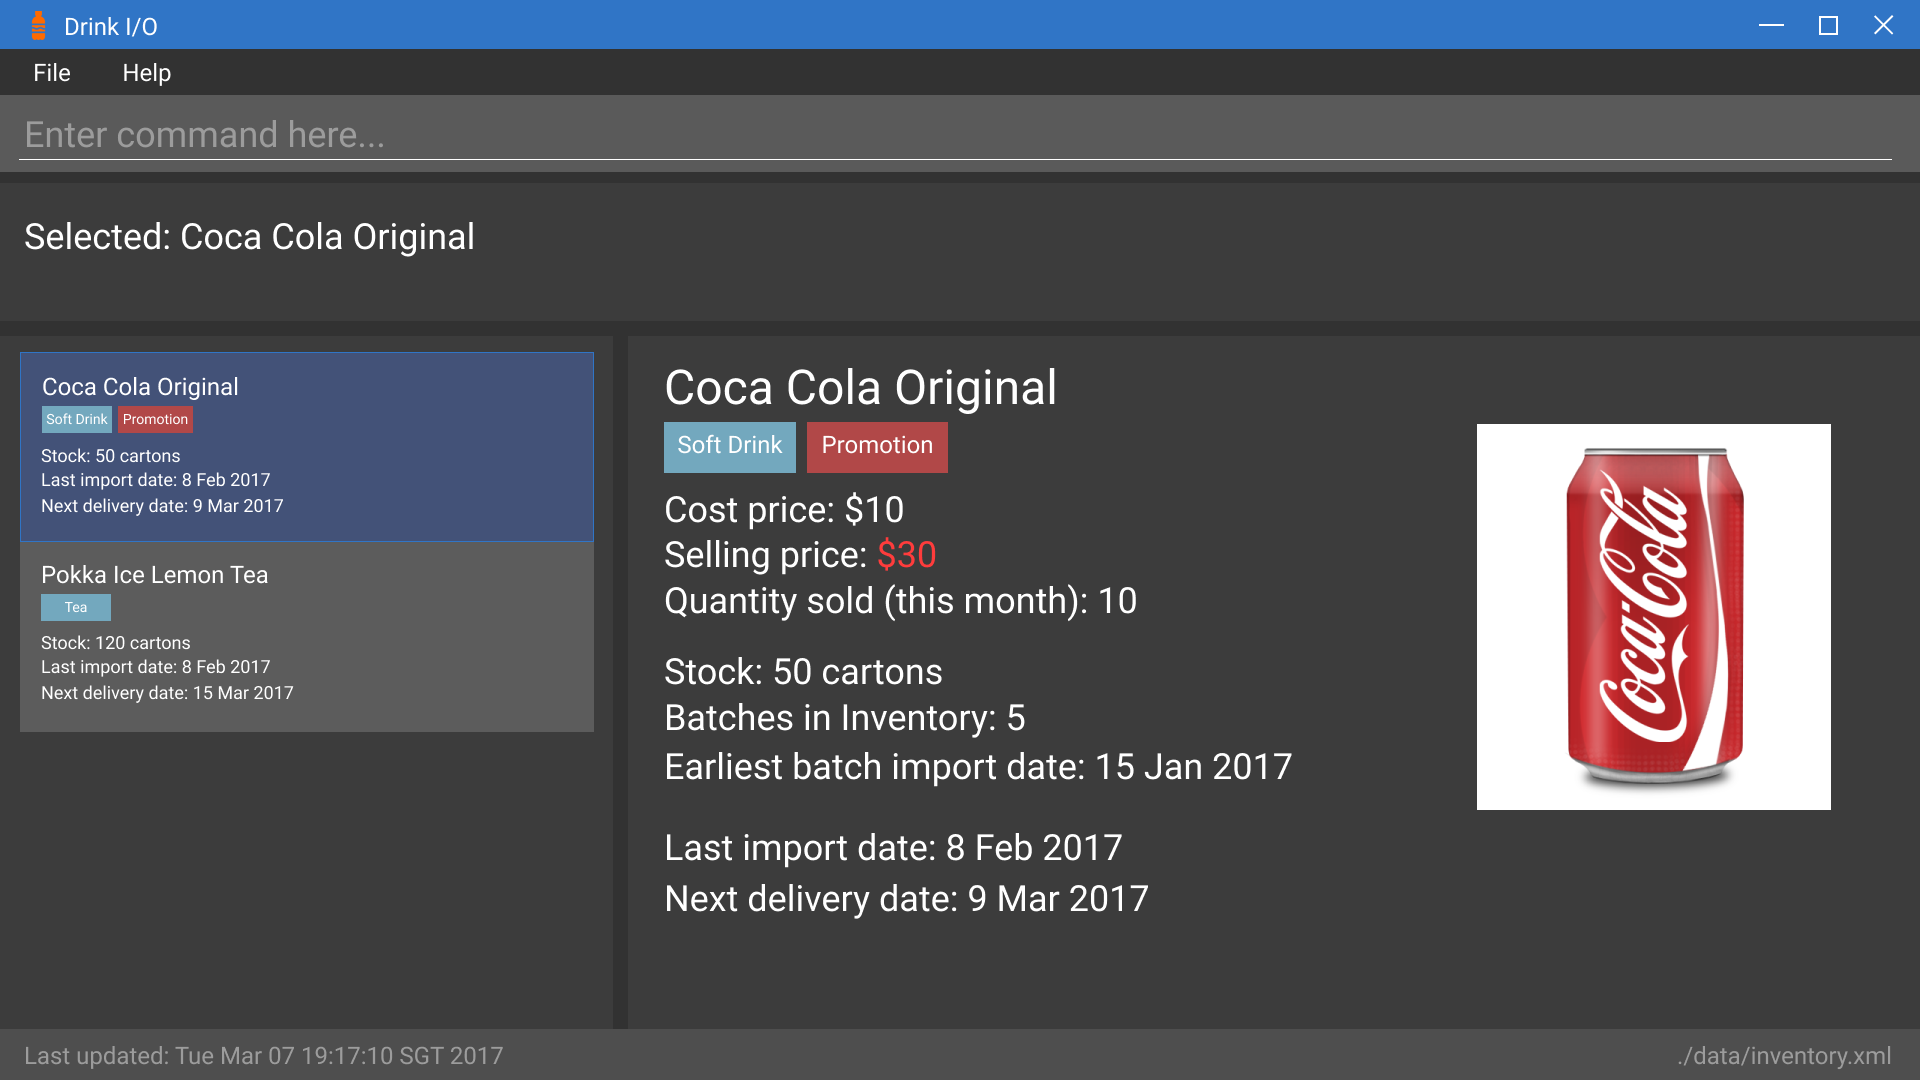 Drink I/O
File Help
Enter command here...
Selected: Coca Cola Original
Coca Cola Original
Soft Drink Promotion
Stock: 50 cartons
Last import date: 8 Feb 2017
Next delivery date: 9 Mar 2017
Pokka Ice Lemon Tea
Tea
Stock: 120 cartons
Last import date: 8 Feb 2017
Next delivery date: 15 Mar 2017
Coca Cola Original
Soft Drink Promotion
Cost price: $10
Selling price: $30
Quantity sold (this month): 10
Stock: 50 cartons
Batches in Inventory: 5
Earliest batch import date: 15 Jan 2017
Last import date: 8 Feb 2017
Next delivery date: 9 Mar 2017
Coca-Cola
Last updated: Tue Mar 07 19:17:10 SGT 2017
./data/inventory.xml